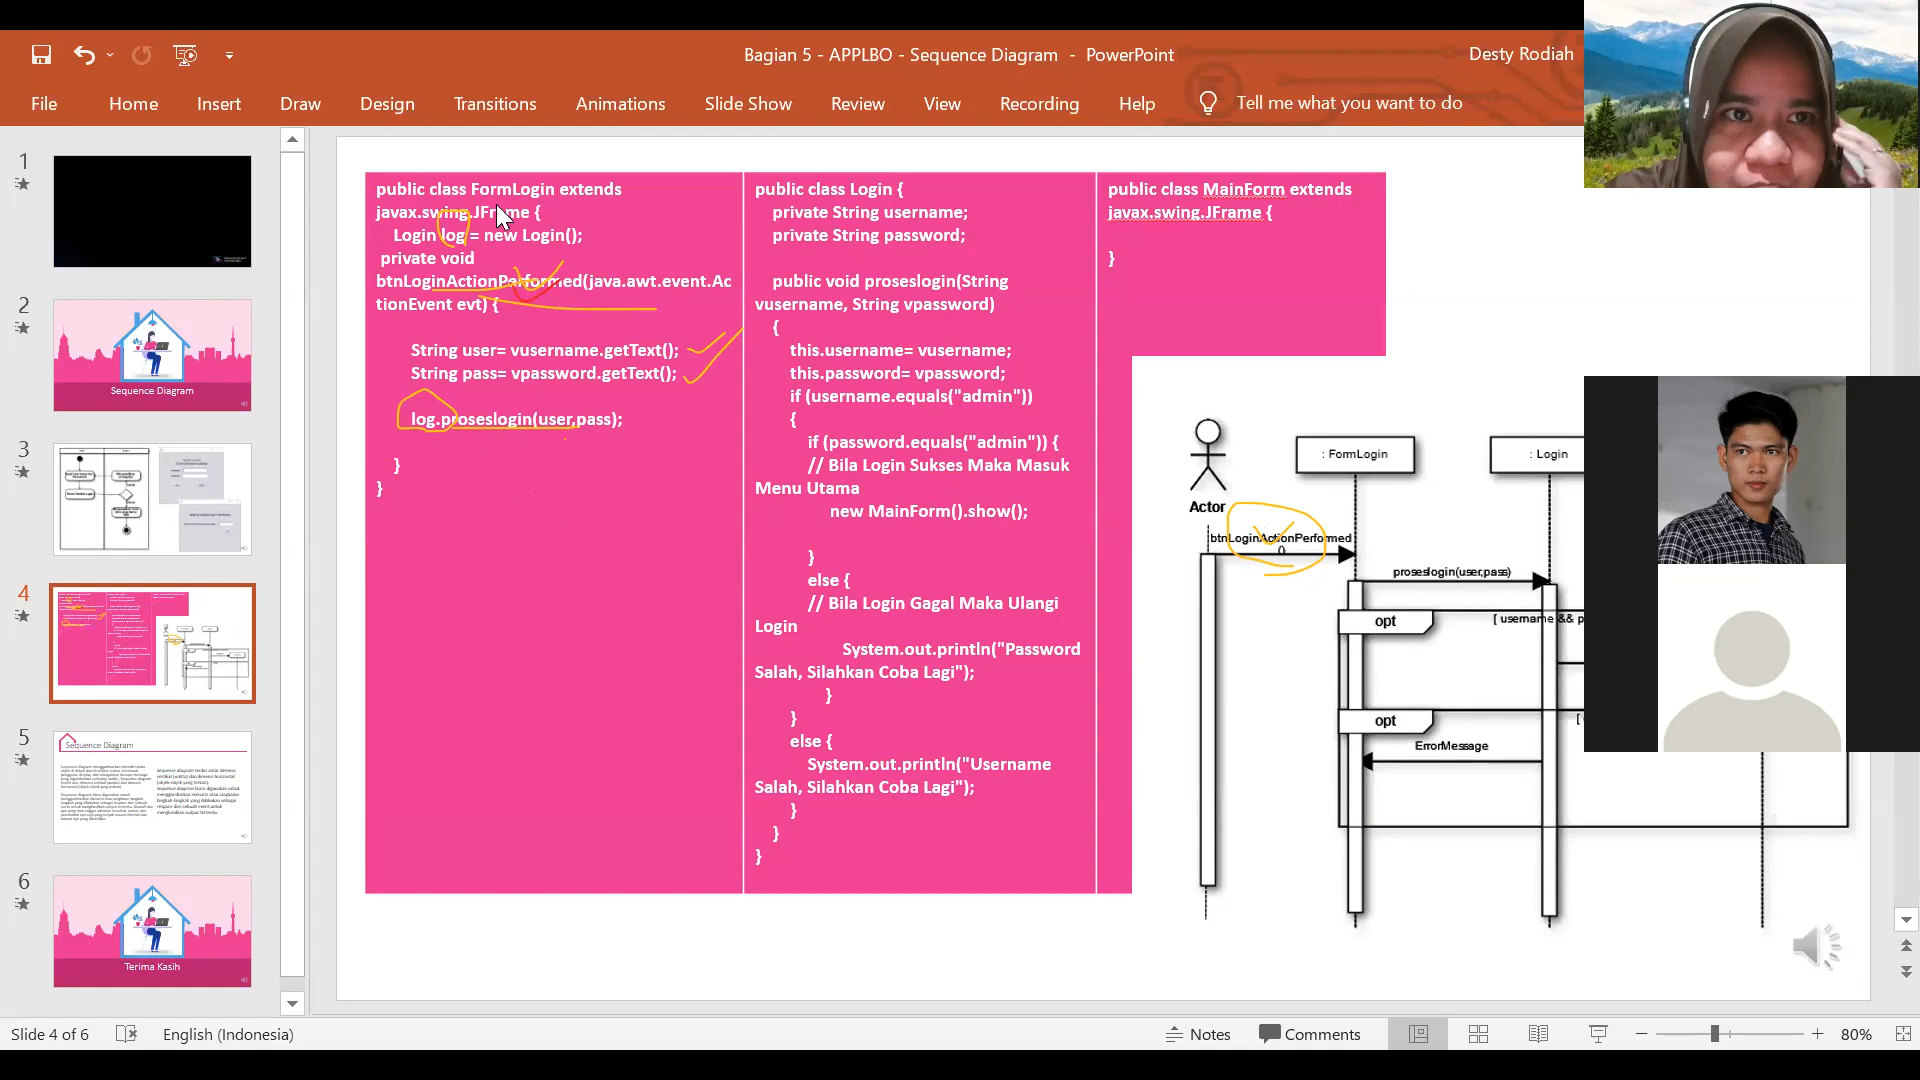 Bagian 5 - APPLBO - Sequence Diagram - PowerPoint
Desty Rodiah
File Home Insert Draw Design Transitions Animations Slide Show Review View Recording Help Tell me what you want to do
1
2
Sequence Diagram
3
4
5
Sequence Diagram
6
Terima Kasih
public class FormLogin extends
javax.swing.JFrame {
Login log = new Login();
private void
btnLoginActionPerformed(java.awt.event.Ac
tionEvent evt) {
String user= vusername.getText();
String pass= vpassword.getText();
log.proseslogin(user,pass);
}
}
public class Login {
private String username;
private String password;
public void proseslogin(String
vusername, String vpassword)
{
this.username= vusername;
this.password= vpassword;
if (username.equals("admin"))
{
if (password.equals("admin")) {
// Bila Login Sukses Maka Masuk
Menu Utama
new MainForm().show();
}
else {
// Bila Login Gagal Maka Ulangi
Login
System.out.println("Password
Salah, Silahkan Coba Lagi");
}
}
else {
System.out.println("Username
Salah, Silahkan Coba Lagi");
}
}
}
public class MainForm extends
javax.swing.JFrame {
}
Actor
: FormLogin
: Login
btnLoginActionPerformed
()
proseslogin(user,pass)
opt
[ username && p
opt
[
ErrorMessage
Slide 4 of 6 English (Indonesia) Notes Comments 80%